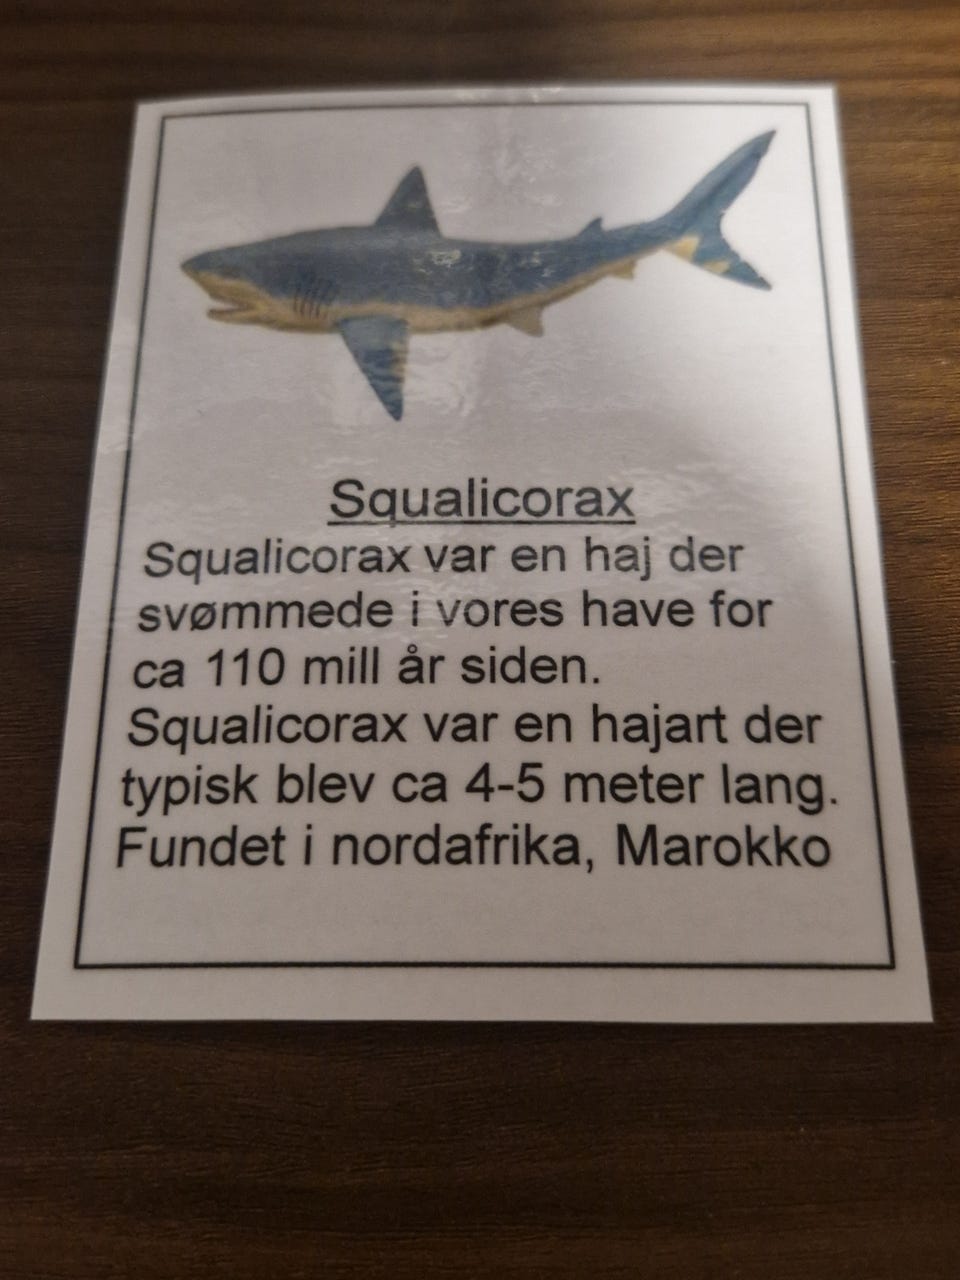 Squalicorax
Squalicorax var en haj der
svømmede i vores have for
ca 110 mill år siden.
Squalicorax var en hajart der
typisk blev ca 4-5 meter lang.
Fundet i nordafrika, Marokko